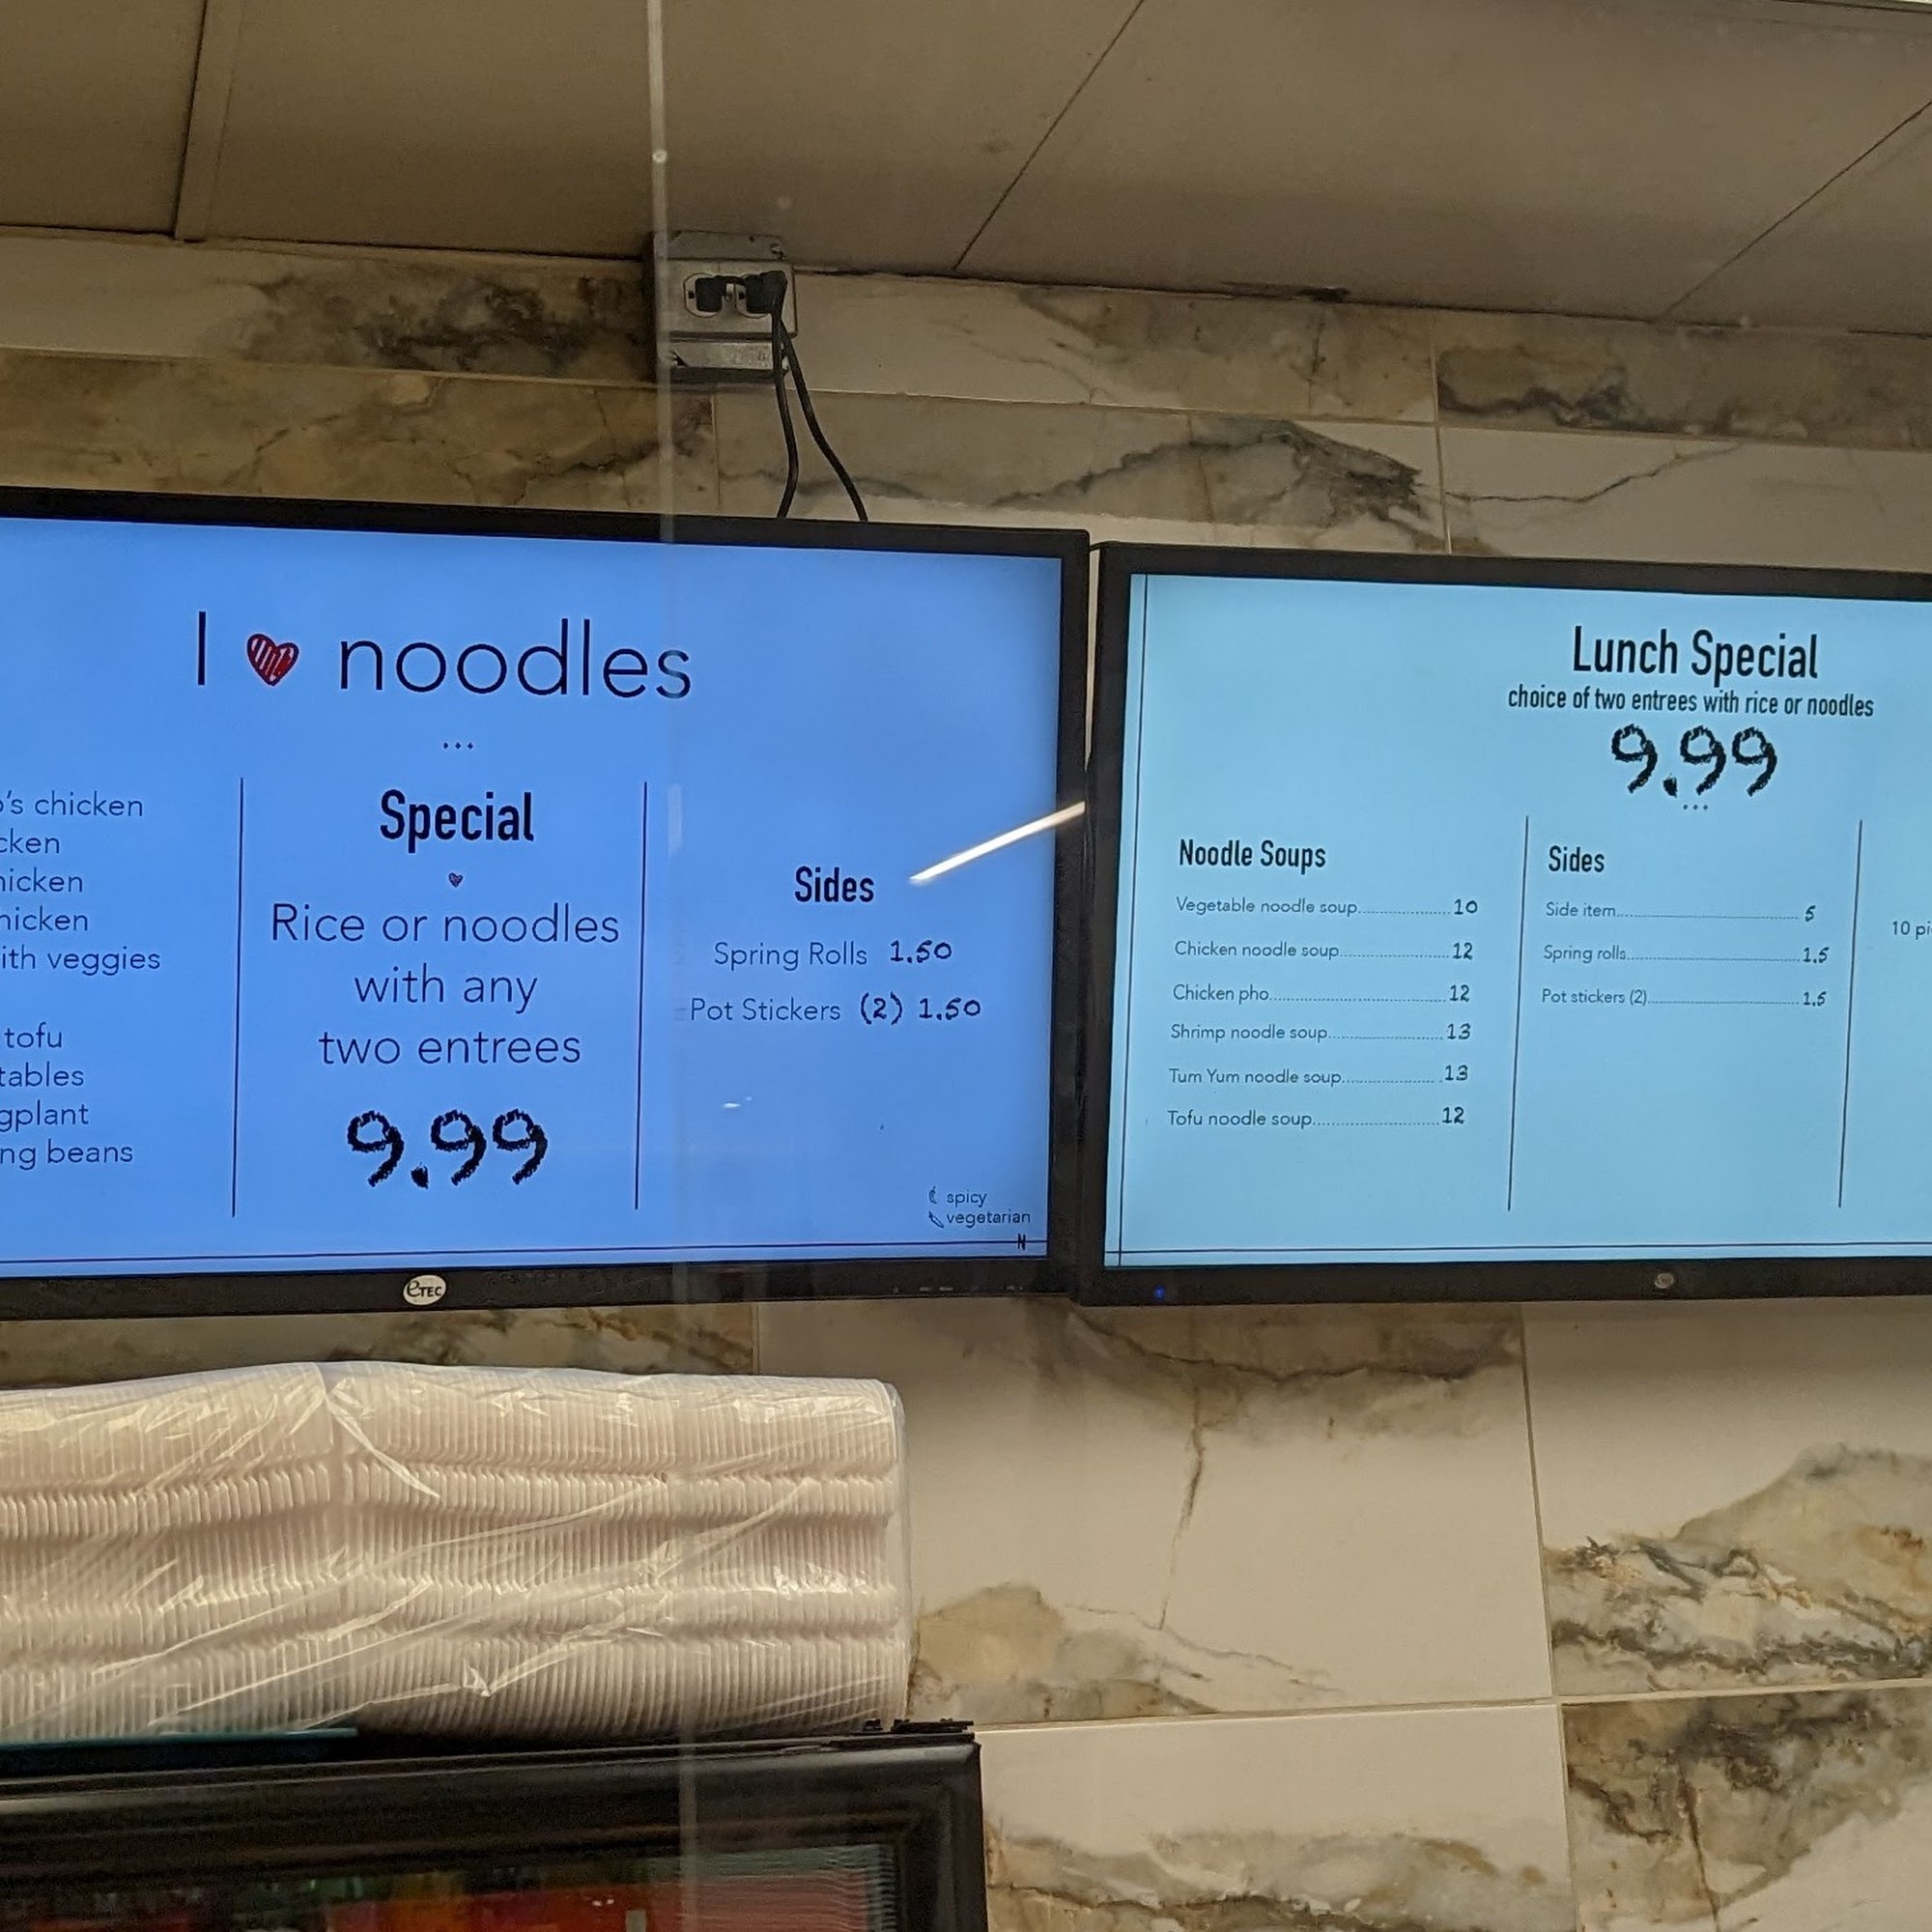 I ❤ noodles
...
's chicken
cken
hicken
hicken
ith veggies
tofu
tables
gplant
ng beans
Special
Rice or noodles
with any
two entrees
9.99
Sides
Spring Rolls 1.50
Pot Stickers (2) 1.50
spicy
vegetarian
N
eTEC
Lunch Special
choice of two entrees with rice or noodles
9.99
...
Noodle Soups
Vegetable noodle soup 10
Chicken noodle soup 12
Chicken pho 12
Shrimp noodle soup 13
Tum Yum noodle soup 13
Tofu noodle soup 12
Sides
Side item 5
Spring rolls 1.5
Pot stickers (2) 1.5
10 pi